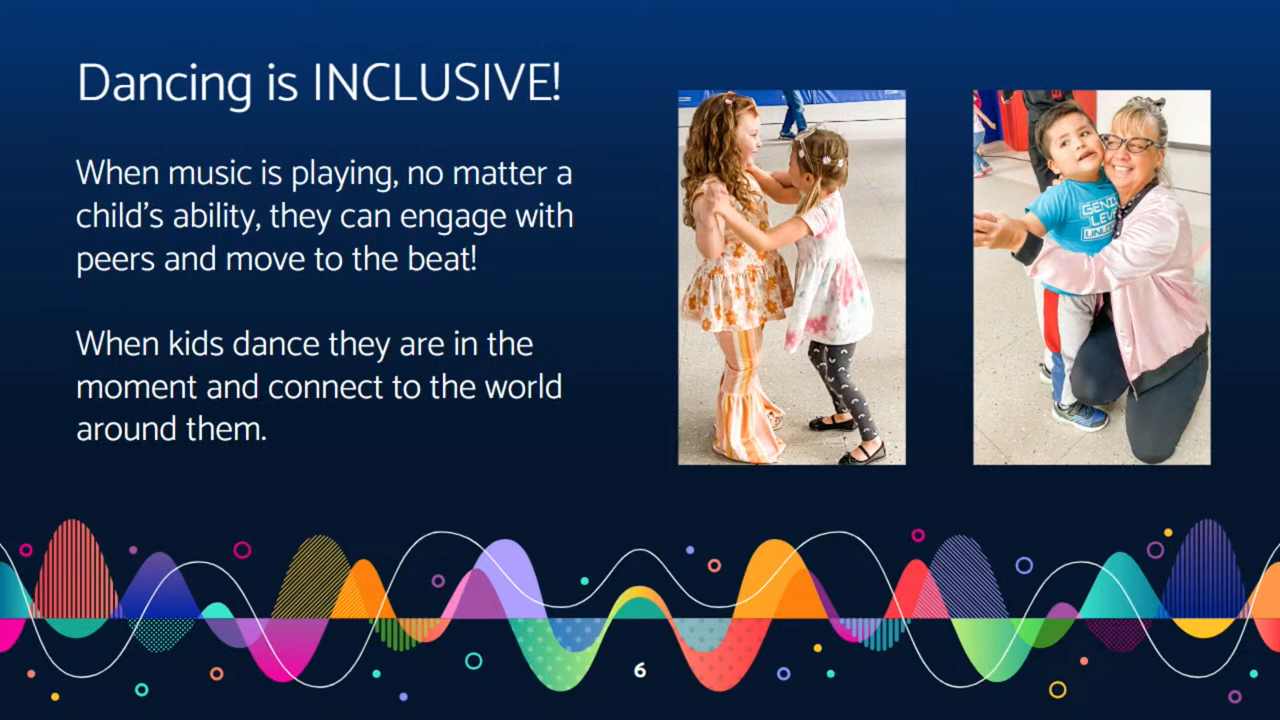 Dancing is INCLUSIVE!
When music is playing, no matter a
child's ability, they can engage with
peers and move to the beat!
When kids dance they are in the
moment and connect to the world
around them.
6